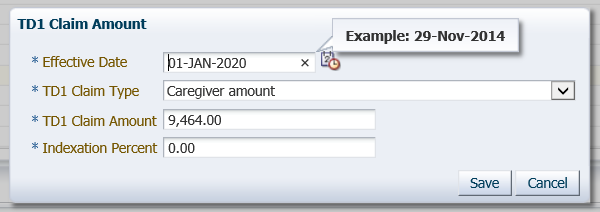 TD1 Claim Amount
Example: 29-Nov-2014
* Effective Date 01-JAN-2020 ×
* TD1 Claim Type Caregiver amount
* TD1 Claim Amount 9,464.00
* Indexation Percent 0.00
Save Cancel